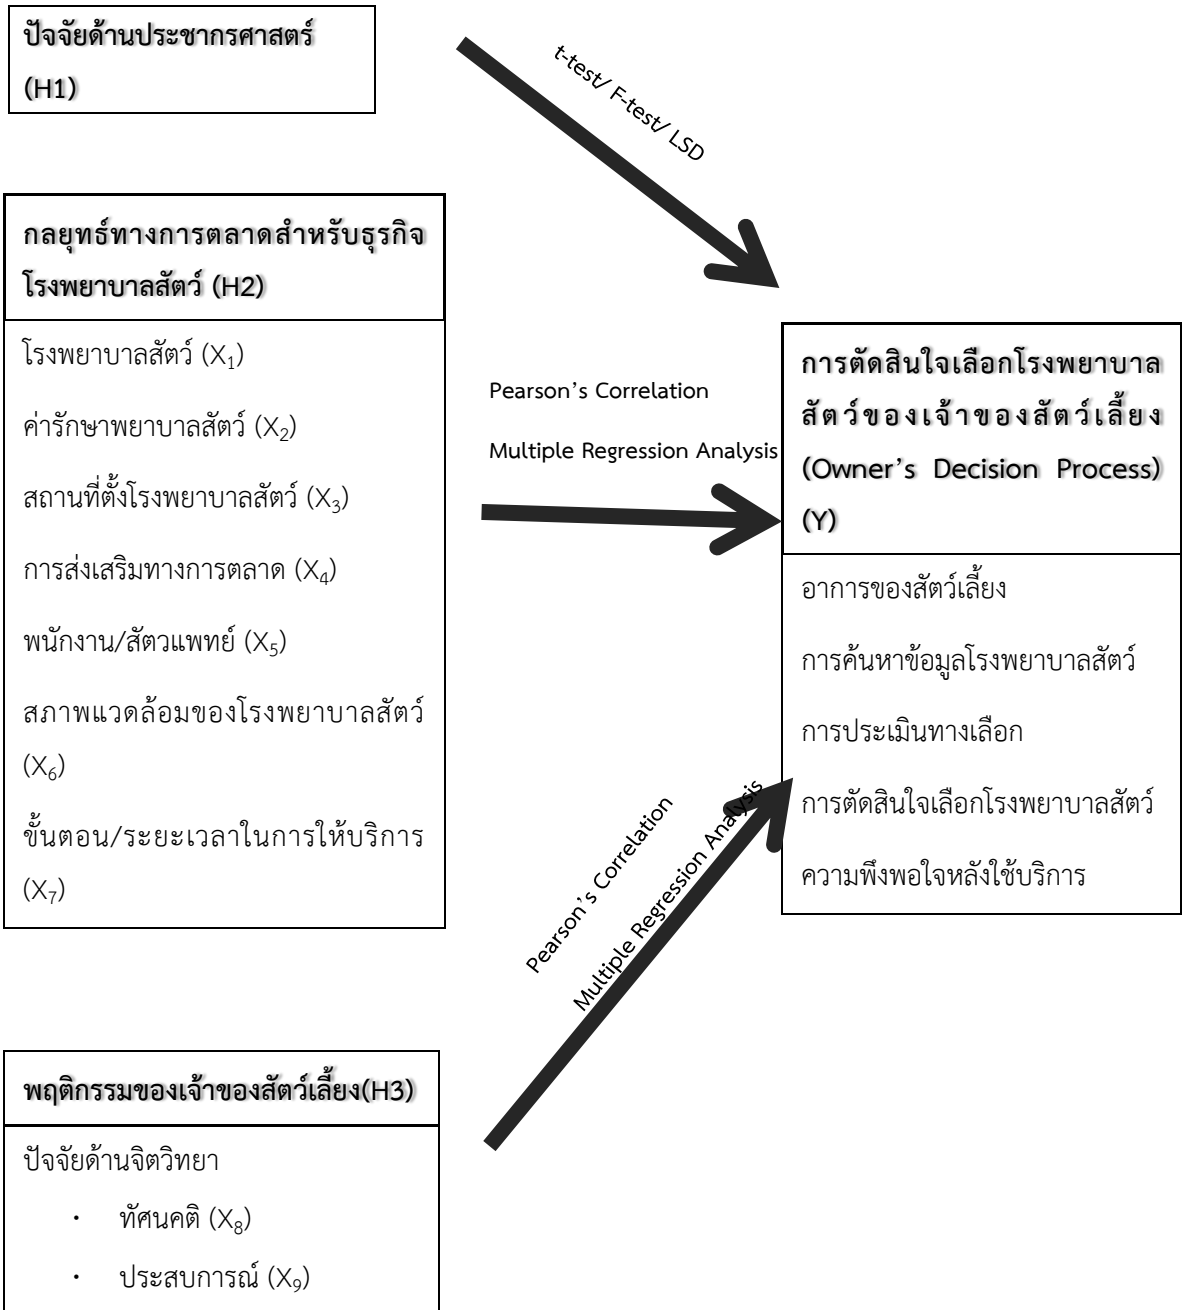 ปัจจัยด้านประชากรศาสตร์
(H1)
t-test/ F-test/ LSD
กลยุทธ์ทางการตลาดสำหรับธุรกิจ
โรงพยาบาลสัตว์ (H2)
โรงพยาบาลสัตว์ (X₁)
ค่ารักษาพยาบาลสัตว์ (X₂)
สถานที่ตั้งโรงพยาบาลสัตว์ (X₃)
การส่งเสริมทางการตลาด (X₄)
พนักงาน/สัตวแพทย์ (X₅)
สภาพแวดล้อมของโรงพยาบาลสัตว์
(X₆)
ขั้นตอน/ระยะเวลาในการให้บริการ
(X₇)
Pearson’s Correlation
Multiple Regression Analysis
การตัดสินใจเลือกโรงพยาบาล
สัตว์ของเจ้าของสัตว์เลี้ยง
(Owner’s Decision Process)
(Y)
อาการของสัตว์เลี้ยง
การค้นหาข้อมูลโรงพยาบาลสัตว์
การประเมินทางเลือก
การตัดสินใจเลือกโรงพยาบาลสัตว์
ความพึงพอใจหลังใช้บริการ
Pearson’s Correlation
Multiple Regression Analysis
พฤติกรรมของเจ้าของสัตว์เลี้ยง(H3)
ปัจจัยด้านจิตวิทยา
· ทัศนคติ (X₈)
· ประสบการณ์ (X₉)